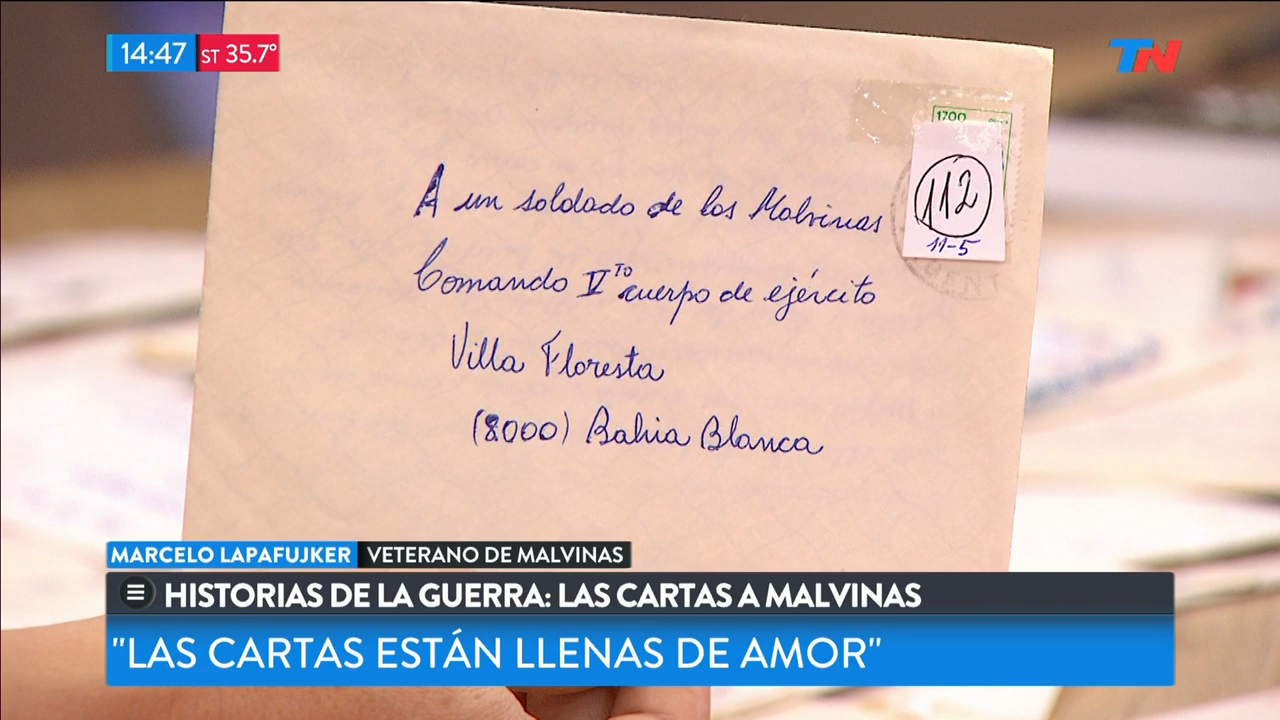 14:47 ST 35.7°
TN
1700
112
11-5
A un soldado de las Malvinas
Comando V TO cuerpo de ejército
Villa Floresta
(8000) Bahia Blanca
MARCELO LAPAFUJKER VETERANO DE MALVINAS
HISTORIAS DE LA GUERRA: LAS CARTAS A MALVINAS
"LAS CARTAS ESTÁN LLENAS DE AMOR"